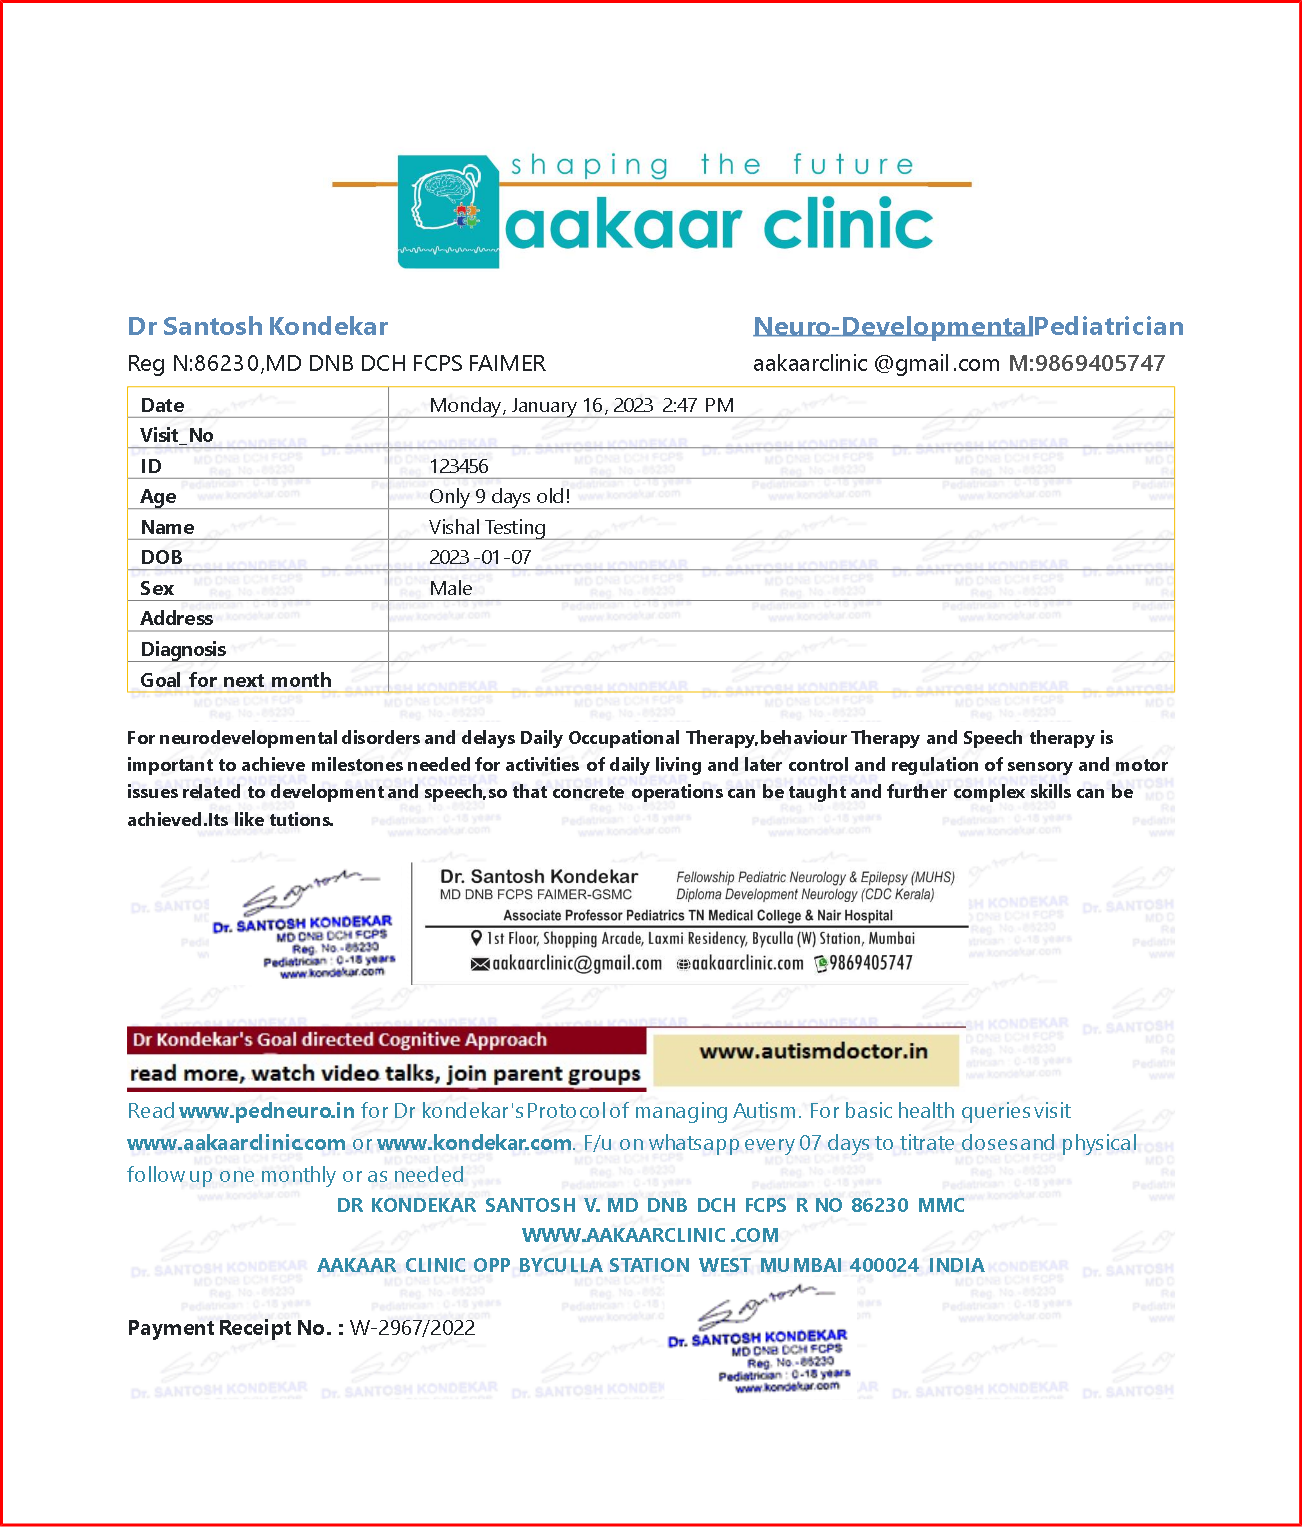 shaping the future
aakaar clinic
Dr Santosh Kondekar Neuro-Developmental Pediatrician
Reg N:86230,MD DNB DCH FCPS FAIMER aakaarclinic @gmail.com M:9869405747
Date Monday, January 16, 2023 2:47 PM
Visit_No
ID 123456
Age Only 9 days old!
Name Vishal Testing
DOB 2023-01-07
Sex Male
Address
Diagnosis
Goal for next month
For neurodevelopmental disorders and delays Daily Occupational Therapy,behaviour Therapy and Speech therapy is
important to achieve milestones needed for activities of daily living and later control and regulation of sensory and motor
issues related to development and speech,so that concrete operations can be taught and further complex skills can be
achieved.Its like tutions.
Dr. SANTOSH KONDEKAR
MD DNB DCH FCPS
Reg. No.-86230
Pediatrician : 0-18 years
www.kondekar.com
Dr. Santosh Kondekar Fellowship Pediatric Neurology & Epilepsy (MUHS)
MD DNB FCPS FAIMER-GSMC Diploma Development Neurology (CDC Kerala)
Associate Professor Pediatrics TN Medical College & Nair Hospital
1st Floor, Shopping Arcade, Laxmi Residency, Byculla (W) Station, Mumbai
aakaarclinic@gmail.com aakaarclinic.com 9869405747
Dr Kondekar's Goal directed Cognitive Approach
read more, watch video talks, join parent groups
www.autismdoctor.in
Read www.pedneuro.in for Dr kondekar's Protocol of managing Autism. For basic health queries visit
www.aakaarclinic.com or www.kondekar.com. F/u on whatsapp every 07 days to titrate doses and physical
follow up one monthly or as needed
DR KONDEKAR SANTOSH V. MD DNB DCH FCPS R NO 86230 MMC
WWW.AAKAARCLINIC.COM
AAKAAR CLINIC OPP BYCULLA STATION WEST MUMBAI 400024 INDIA
Payment Receipt No. : W-2967/2022
Dr. SANTOSH KONDEKAR
MD DNB DCH FCPS
Reg. No.-86230
Pediatrician : 0-18 years
www.kondekar.com